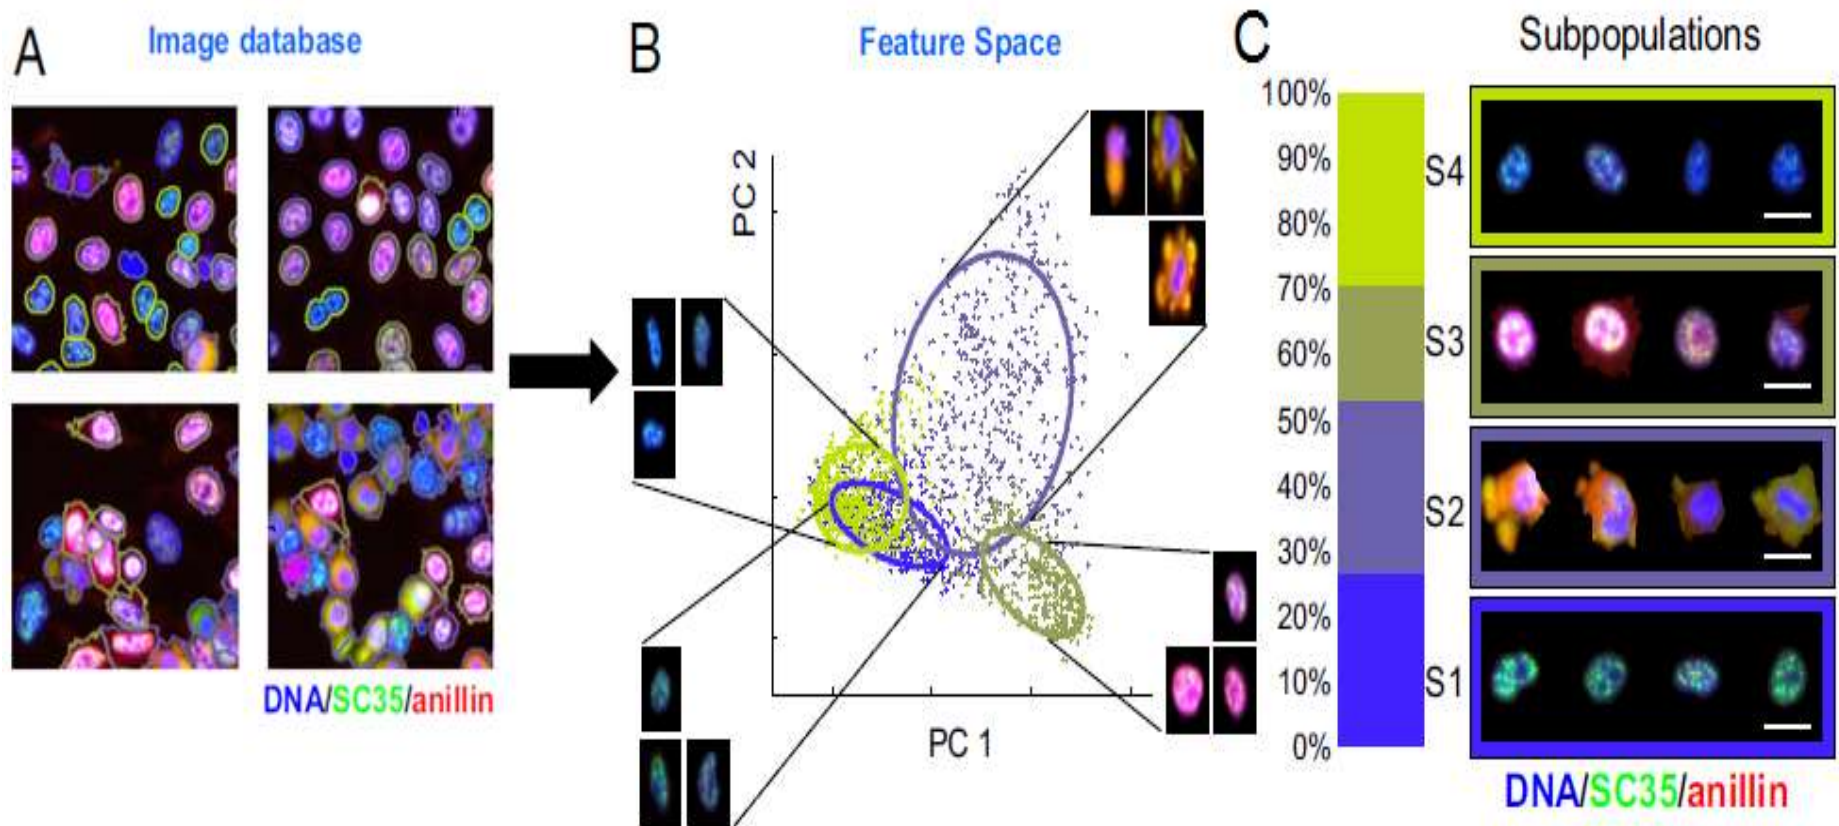 A
Image database
DNA/SC35/anillin
B
Feature Space
PC 2
PC 1
C
Subpopulations
100%
90%
80%
70%
60%
50%
40%
30%
20%
10%
0%
S4
S3
S2
S1
DNA/SC35/anillin